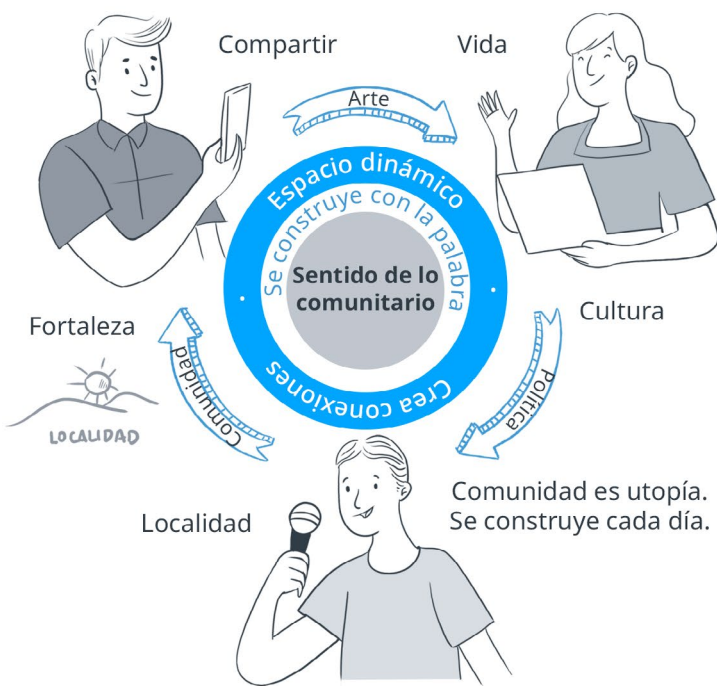 Compartir
Vida
Arte
Espacio dinámico
Se construye con la palabra
Sentido de lo
comunitario
Crea conexiones
Fortaleza
Cultura
Comunidad
Política
LOCALIDAD
Localidad
Comunidad es utopía.
Se construye cada día.